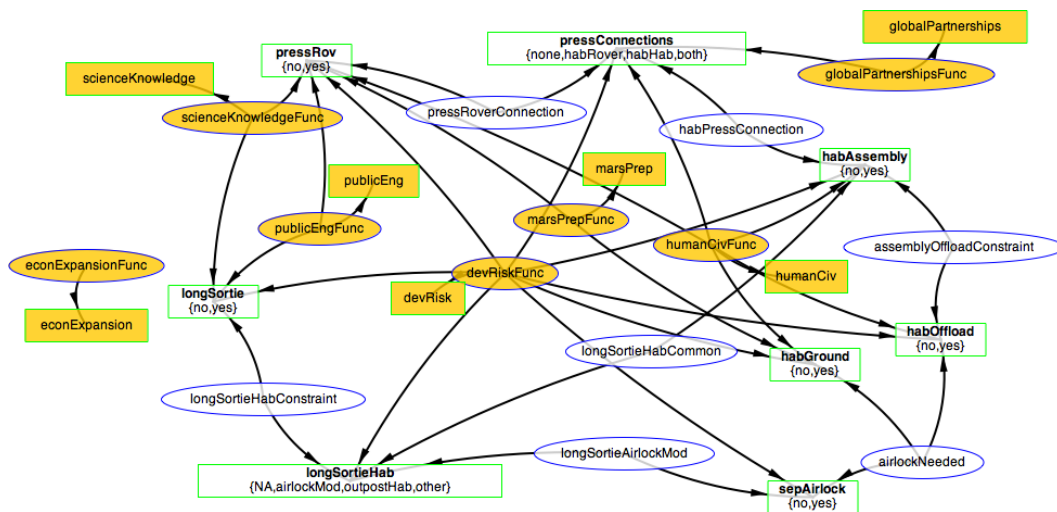 globalPartnerships
pressRov
{no,yes}
pressConnections
{none,habRover,habHab,both}
scienceKnowledge
globalPartnershipsFunc
scienceKnowledgeFunc
pressRoverConnection
habPressConnection
habAssembly
{no,yes}
publicEng
marsPrep
publicEngFunc
marsPrepFunc
humanCivFunc
assemblyOffloadConstraint
econExpansionFunc
devRiskFunc
humanCiv
longSortie
{no,yes}
devRisk
econExpansion
habOffload
{no,yes}
longSortieHabCommon
habGround
{no,yes}
longSortieHabConstraint
longSortieAirlockMod
airlockNeeded
longSortieHab
{NA,airlockMod,outpostHab,other}
sepAirlock
{no,yes}